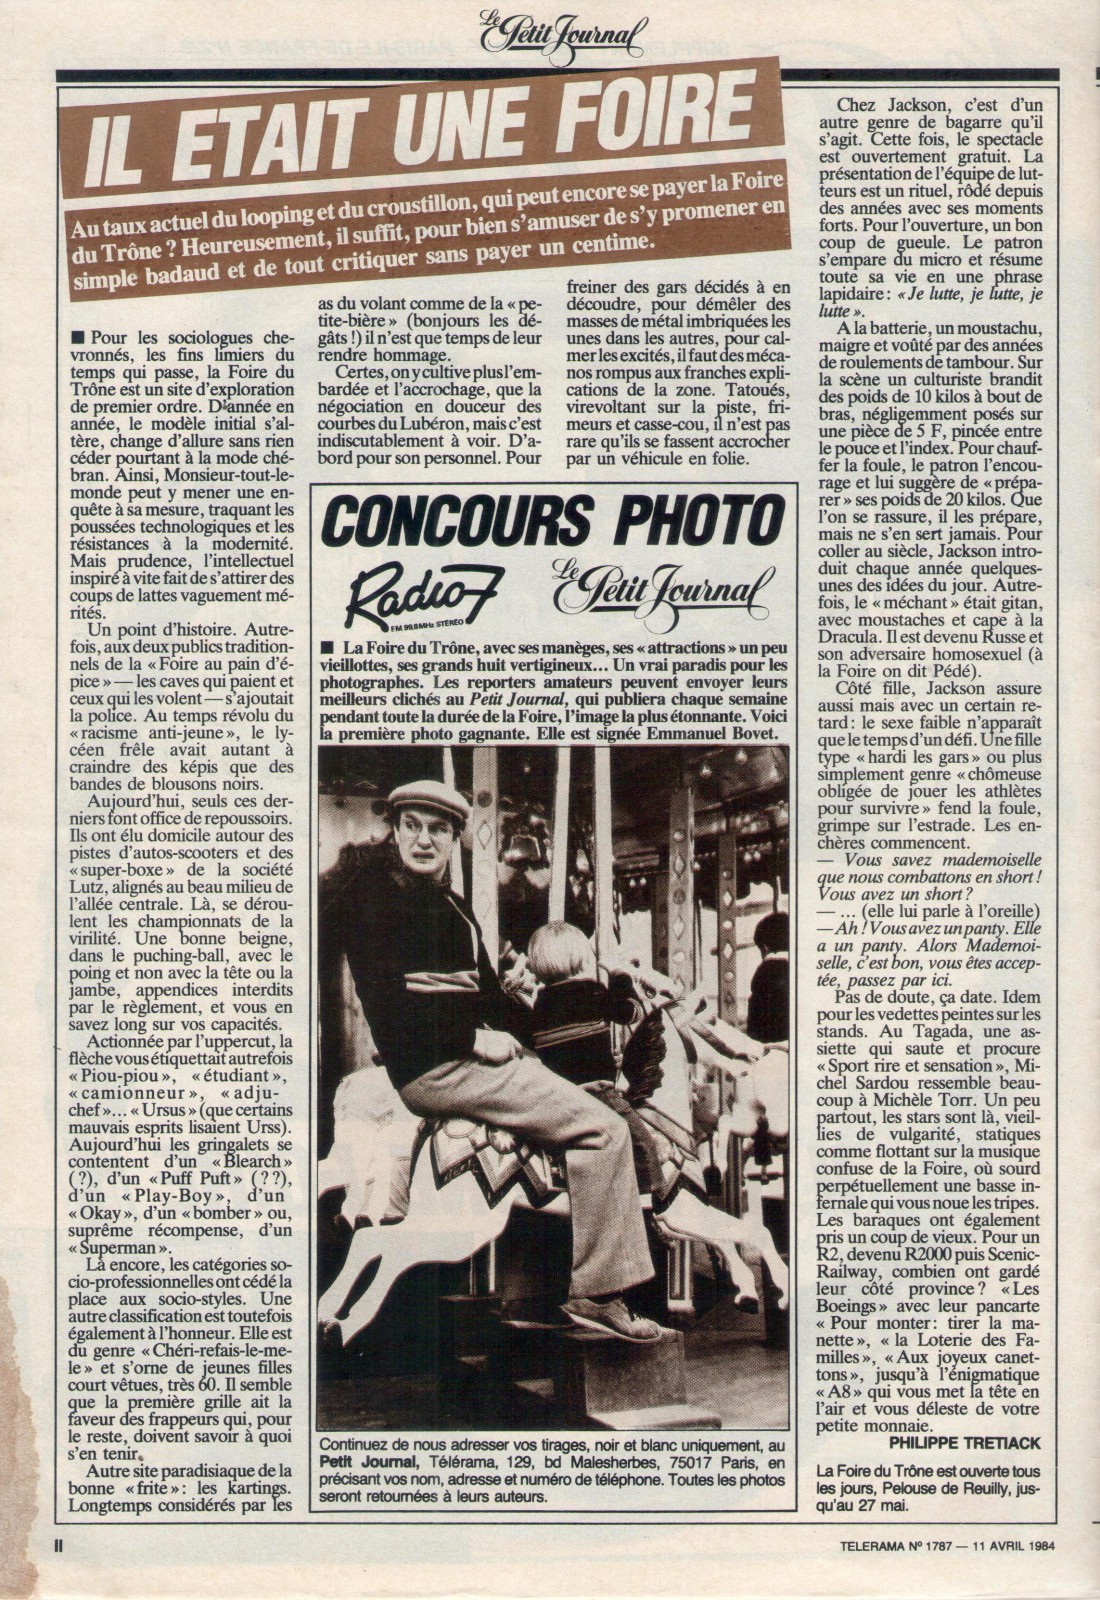 Le Petit Journal
IL ETAIT UNE FOIRE
Au taux actuel du looping et du croustillon, qui peut encore se payer la Foire
du Trône ? Heureusement, il suffit, pour bien s'amuser de s'y promener en
simple badaud et de tout critiquer sans payer un centime.
■ Pour les sociologues che-
vronnés, les fins limiers du
temps qui passe, la Foire du
Trône est un site d'exploration
de premier ordre. D'année en
année, le modèle initial s'al-
tère, change d'allure sans rien
céder pourtant à la mode ché-
bran. Ainsi, Monsieur-tout-le-
monde peut y mener une en-
quête à sa mesure, traquant les
poussées technologiques et les
résistances à la modernité.
Mais prudence, l'intellectuel
inspiré à vite fait de s'attirer des
coups de lattes vaguement mé-
rités.
Un point d'histoire. Autre-
fois, aux deux publics tradition-
nels de la « Foire au pain d'é-
pice » — les caves qui paient et
ceux qui les volent — s'ajoutait
la police. Au temps révolu du
« racisme anti-jeune », le ly-
céen frêle avait autant à
craindre des képis que des
bandes de blousons noirs.
Aujourd'hui, seuls ces der-
niers font office de repoussoirs.
Ils ont élu domicile autour des
pistes d'autos-scooters et des
« super-boxe » de la société
Lutz, alignés au beau milieu de
l'allée centrale. Là, se dérou-
lent les championnats de la
virilité. Une bonne beigne,
dans le puching-ball, avec le
poing et non avec la tête ou la
jambe, appendices interdits
par le règlement, et vous en
savez long sur vos capacités.
Actionnée par l'uppercut, la
flèche vous étiquettait autrefois
« Piou-piou », « étudiant »,
« camionneur », « adju-
chef »... « Ursus » (que certains
mauvais esprits lisaient Urss).
Aujourd'hui les gringalets se
contentent d'un « Blearch »
(?), d'un « Puff Puft » (??),
d'un « Play-Boy », d'un
« Okay », d'un « bomber » ou,
suprême récompense, d'un
« Superman ».
Là encore, les catégories so-
cio-professionnelles ont cédé la
place aux socio-styles. Une
autre classification est toutefois
également à l'honneur. Elle est
du genre « Chéri-refais-le-me-
le » et s'orne de jeunes filles
court vêtues, très 60. Il semble
que la première grille ait la
faveur des frappeurs qui, pour
le reste, doivent savoir à quoi
s'en tenir.
Autre site paradisiaque de la
bonne « frite » : les kartings.
Longtemps considérés par les
as du volant comme de la « pe-
tite-bière » (bonjours les dé-
gâts !) il n'est que temps de leur
rendre hommage.
Certes, on y cultive plus l'em-
bardée et l'accrochage, que la
négociation en douceur des
courbes du Lubéron, mais c'est
indiscutablement à voir. D'a-
bord pour son personnel. Pour
freiner des gars décidés à en
découdre, pour démêler des
masses de métal imbriquées les
unes dans les autres, pour cal-
mer les excités, il faut des méca-
nos rompus aux franches expli-
cations de la zone. Tatoués,
virevoltant sur la piste, fri-
meurs et casse-cou, il n'est pas
rare qu'ils se fassent accrocher
par un véhicule en folie.
CONCOURS PHOTO
Radio 7
FM 99,8 MHz STÉRÉO
Le Petit Journal
■ La Foire du Trône, avec ses manèges, ses « attractions » un peu
vieillottes, ses grands huit vertigineux... Un vrai paradis pour les
photographes. Les reporters amateurs peuvent envoyer leurs
meilleurs clichés au Petit Journal, qui publiera chaque semaine
pendant toute la durée de la Foire, l'image la plus étonnante. Voici
la première photo gagnante. Elle est signée Emmanuel Bovet.
Continuez de nous adresser vos tirages, noir et blanc uniquement, au
Petit Journal, Télérama, 129, bd Malesherbes, 75017 Paris, en
précisant vos nom, adresse et numéro de téléphone. Toutes les photos
seront retournées à leurs auteurs.
Chez Jackson, c'est d'un
autre genre de bagarre qu'il
s'agit. Cette fois, le spectacle
est ouvertement gratuit. La
présentation de l'équipe de lut-
teurs est un rituel, rôdé depuis
des années avec ses moments
forts. Pour l'ouverture, un bon
coup de gueule. Le patron
s'empare du micro et résume
toute sa vie en une phrase
lapidaire : « Je lutte, je lutte, je
lutte ».
A la batterie, un moustachu,
maigre et voûté par des années
de roulements de tambour. Sur
la scène un culturiste brandit
des poids de 10 kilos à bout de
bras, négligemment posés sur
une pièce de 5 F, pincée entre
le pouce et l'index. Pour chauf-
fer la foule, le patron l'encou-
rage et lui suggère de « prépa-
rer » ses poids de 20 kilos. Que
l'on se rassure, il les prépare,
mais ne s'en sert jamais. Pour
coller au siècle, Jackson intro-
duit chaque année quelques-
unes des idées du jour. Autre-
fois, le « méchant » était gitan,
avec moustaches et cape à la
Dracula. Il est devenu Russe et
son adversaire homosexuel (à
la Foire on dit Pédé).
Côté fille, Jackson assure
aussi mais avec un certain re-
tard : le sexe faible n'apparaît
que le temps d'un défi. Une fille
type « hardi les gars » ou plus
simplement genre « chômeuse
obligée de jouer les athlètes
pour survivre » fend la foule,
grimpe sur l'estrade. Les en-
chères commencent.
— Vous savez mademoiselle
que nous combattons en short !
Vous avez un short ?
— ... (elle lui parle à l'oreille)
— Ah ! Vous avez un panty. Elle
a un panty. Alors Mademoi-
selle, c'est bon, vous êtes accep-
tée, passez par ici.
Pas de doute, ça date. Idem
pour les vedettes peintes sur les
stands. Au Tagada, une as-
siette qui saute et procure
« Sport rire et sensation », Mi-
chel Sardou ressemble beau-
coup à Michèle Torr. Un peu
partout, les stars sont là, vieil-
lies de vulgarité, statiques
comme flottant sur la musique
confuse de la Foire, où sourd
perpétuellement une basse in-
fernale qui vous noue les tripes.
Les baraques ont également
pris un coup de vieux. Pour un
R2, devenu R2000 puis Scenic-
Railway, combien ont gardé
leur côté province ? « Les
Boeings » avec leur pancarte
« Pour monter : tirer la ma-
nette », « la Loterie des Fa-
milles », « Aux joyeux canet-
tons », jusqu'à l'énigmatique
« A8 » qui vous met la tête en
l'air et vous déleste de votre
petite monnaie.
PHILIPPE TRETIACK
La Foire du Trône est ouverte tous
les jours, Pelouse de Reuilly, jus-
qu'au 27 mai.
II
TELERAMA Nº 1787 — 11 AVRIL 1984